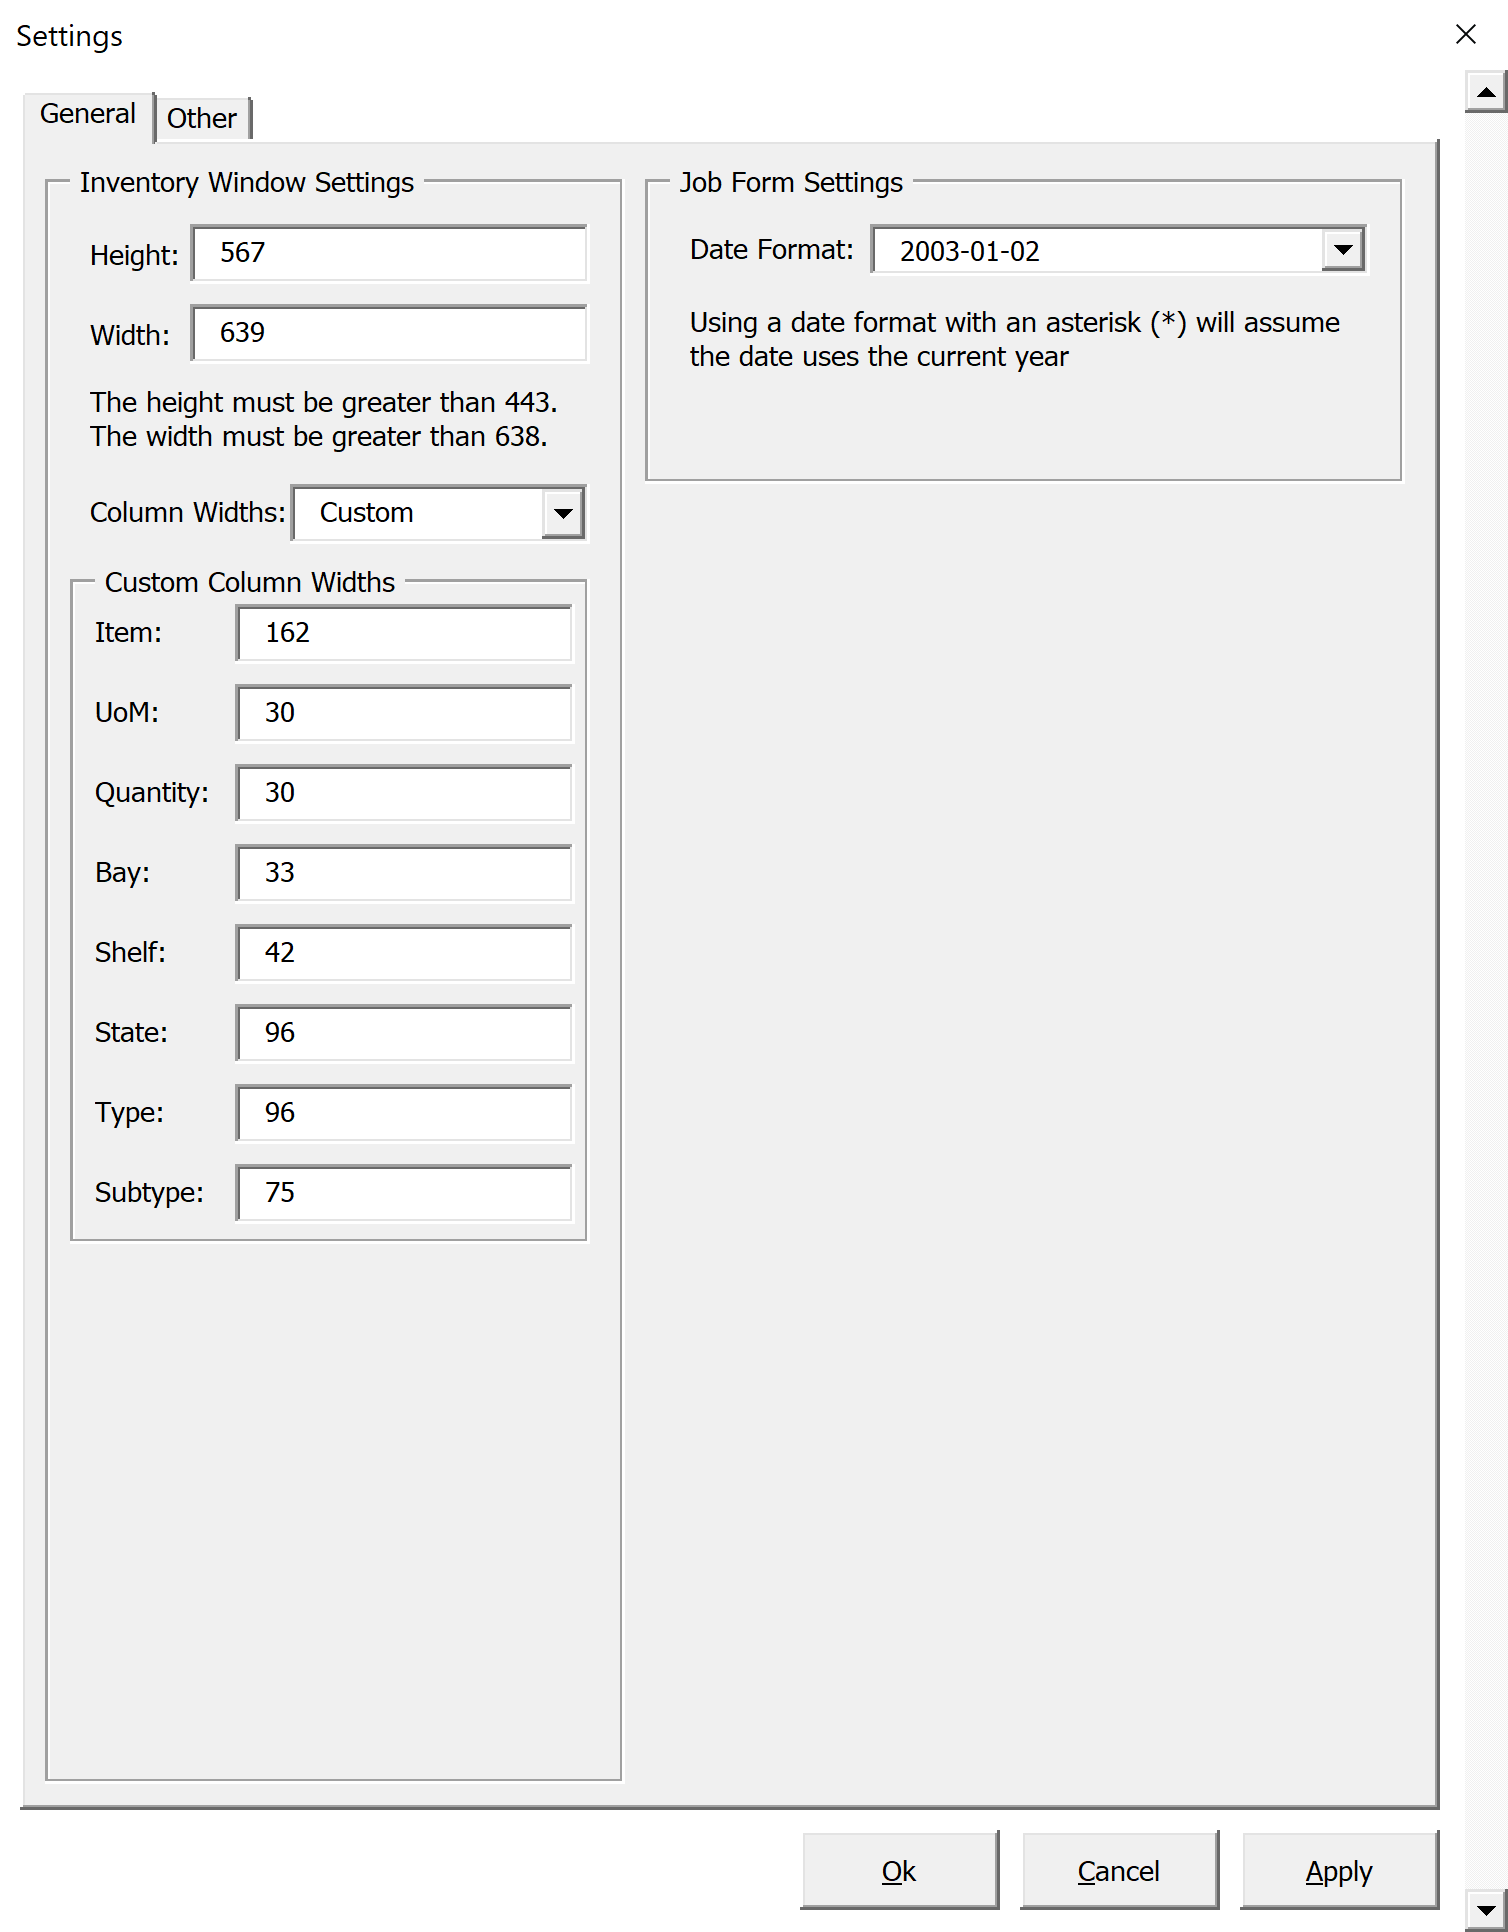 Settings
General
Other
Inventory Window Settings
Height: 567
Width: 639
The height must be greater than 443.
The width must be greater than 638.
Column Widths: Custom
Custom Column Widths
Item: 162
UoM: 30
Quantity: 30
Bay: 33
Shelf: 42
State: 96
Type: 96
Subtype: 75
Job Form Settings
Date Format: 2003-01-02
Using a date format with an asterisk (*) will assume
the date uses the current year
Ok
Cancel
Apply